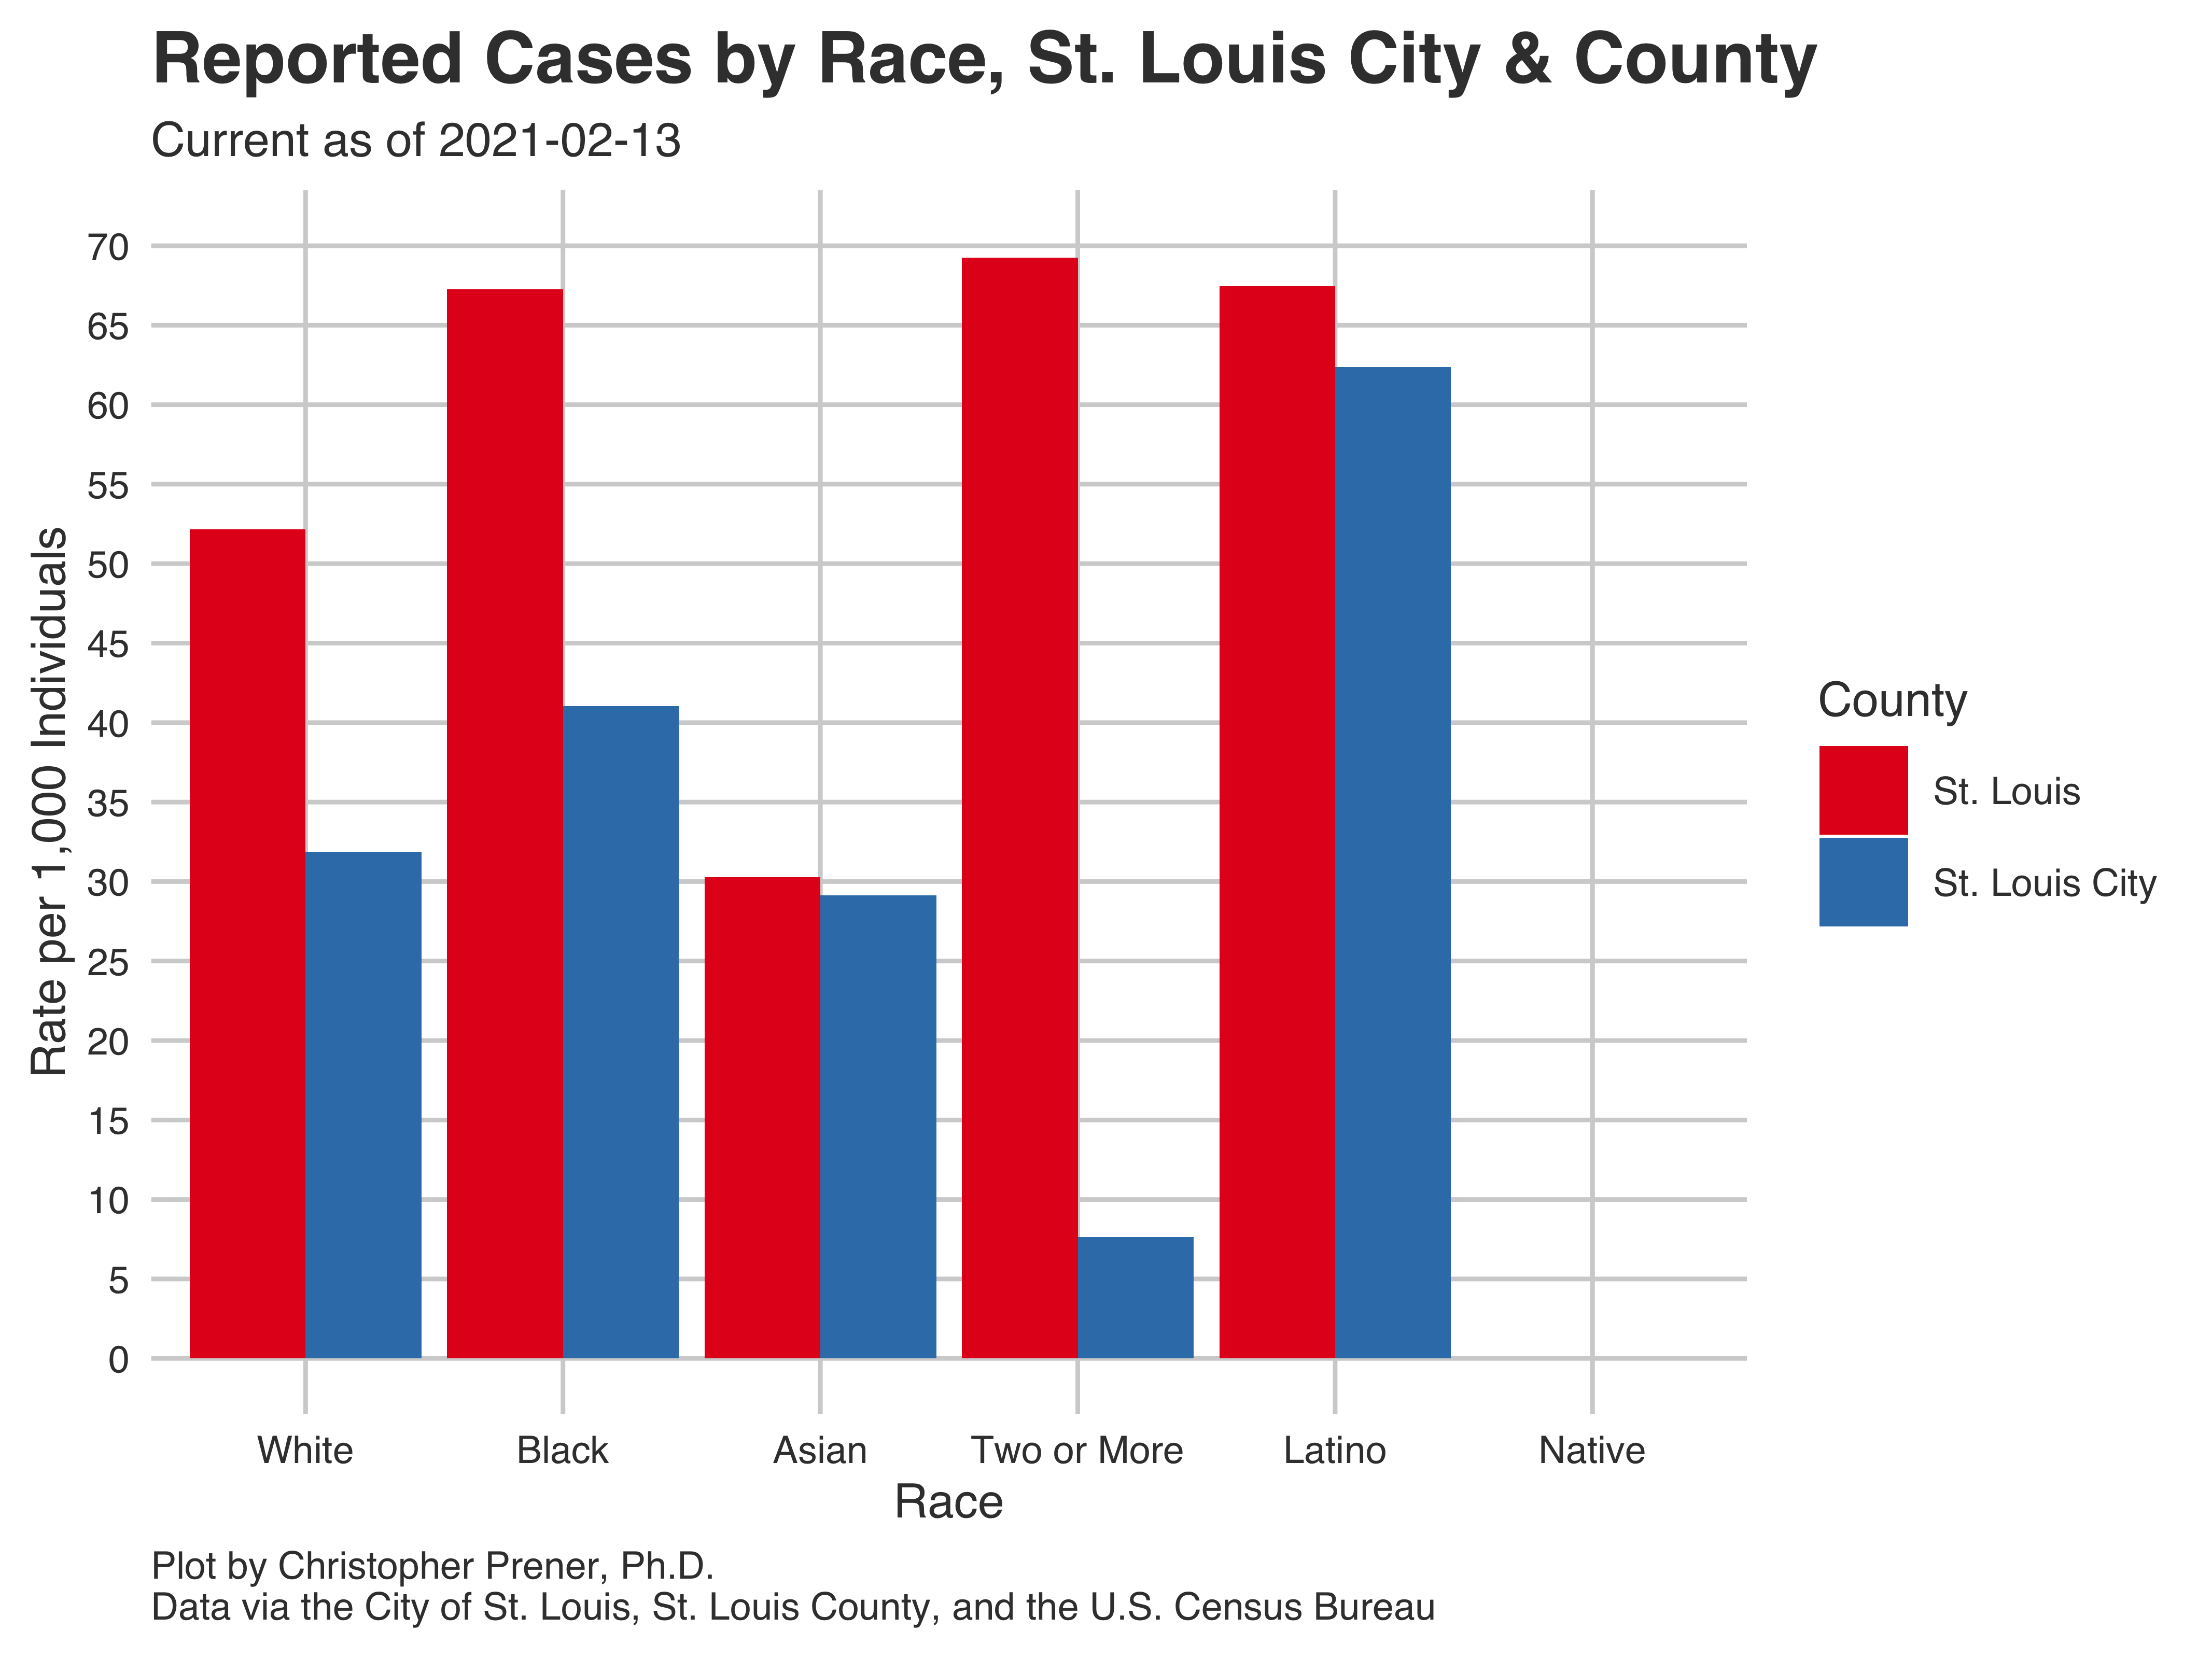 Reported Cases by Race, St. Louis City & County
Current as of 2021-02-13
Rate per 1,000 Individuals
70
65
60
55
50
45
40
35
30
25
20
15
10
5
0
White Black Asian Two or More Latino Native
Race
County
St. Louis
St. Louis City
Plot by Christopher Prener, Ph.D.
Data via the City of St. Louis, St. Louis County, and the U.S. Census Bureau